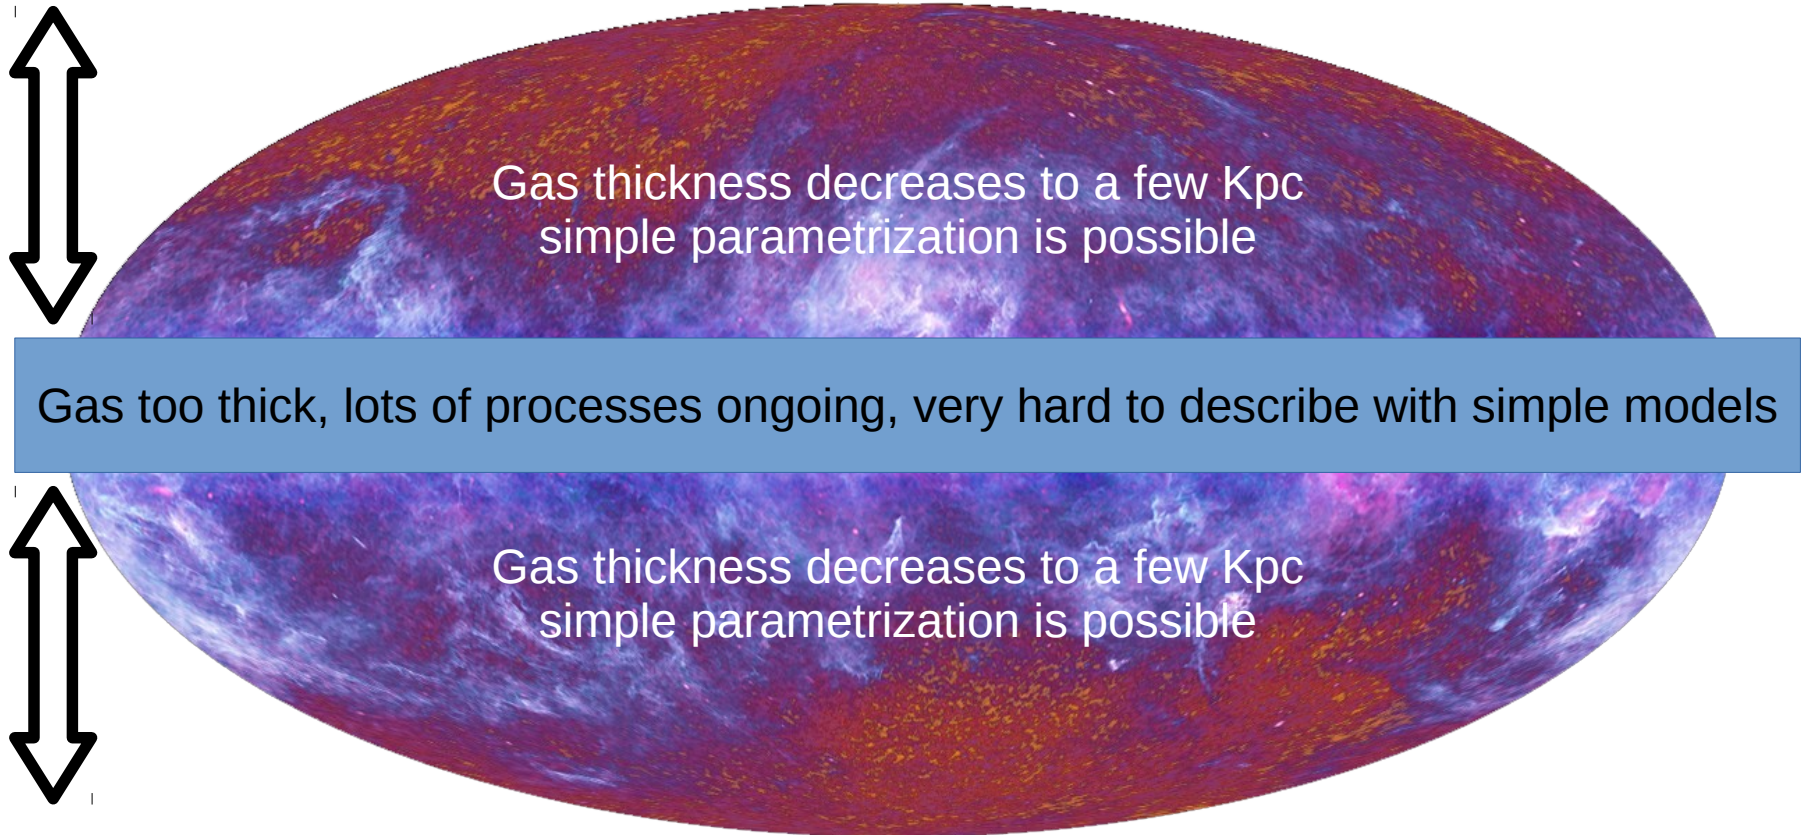 Gas thickness decreases to a few Kpc
simple parametrization is possible
Gas too thick, lots of processes ongoing, very hard to describe with simple models
Gas thickness decreases to a few Kpc
simple parametrization is possible